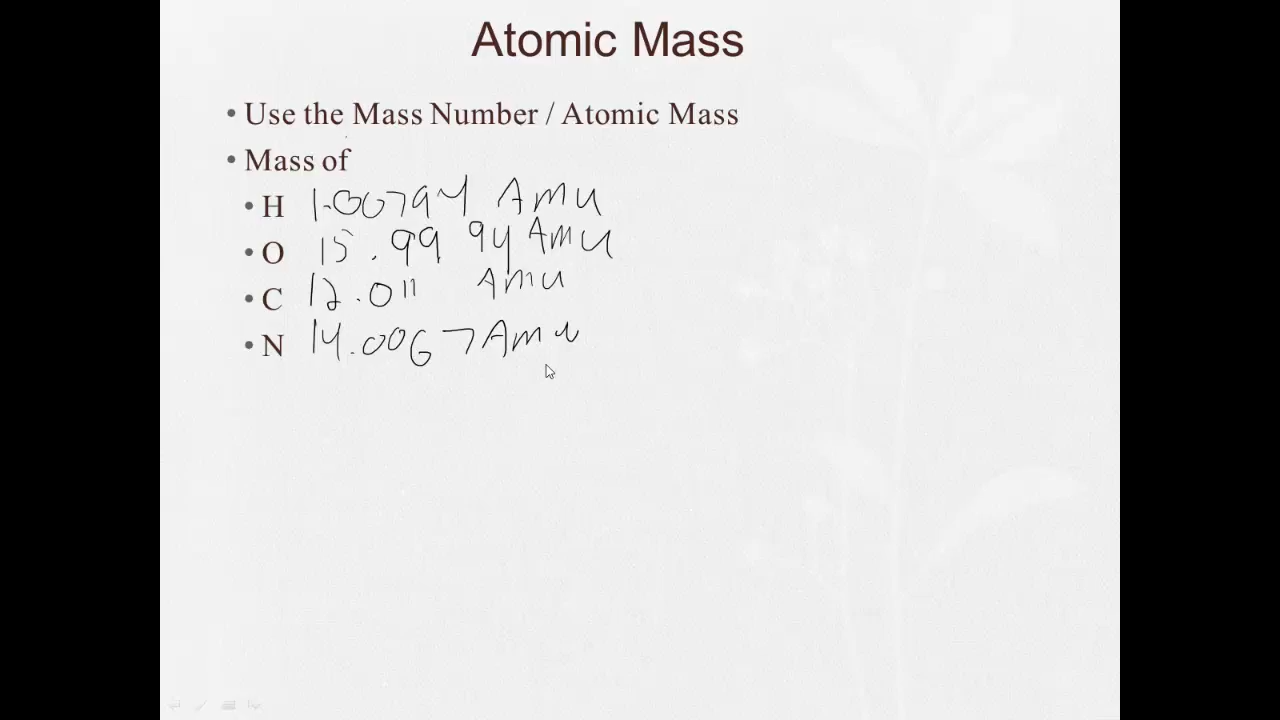 Atomic Mass
• Use the Mass Number / Atomic Mass
• Mass of
• H 1.00794 AMU
• O 15.9994 AMU
• C 12.011 AMU
• N 14.0067 AMU